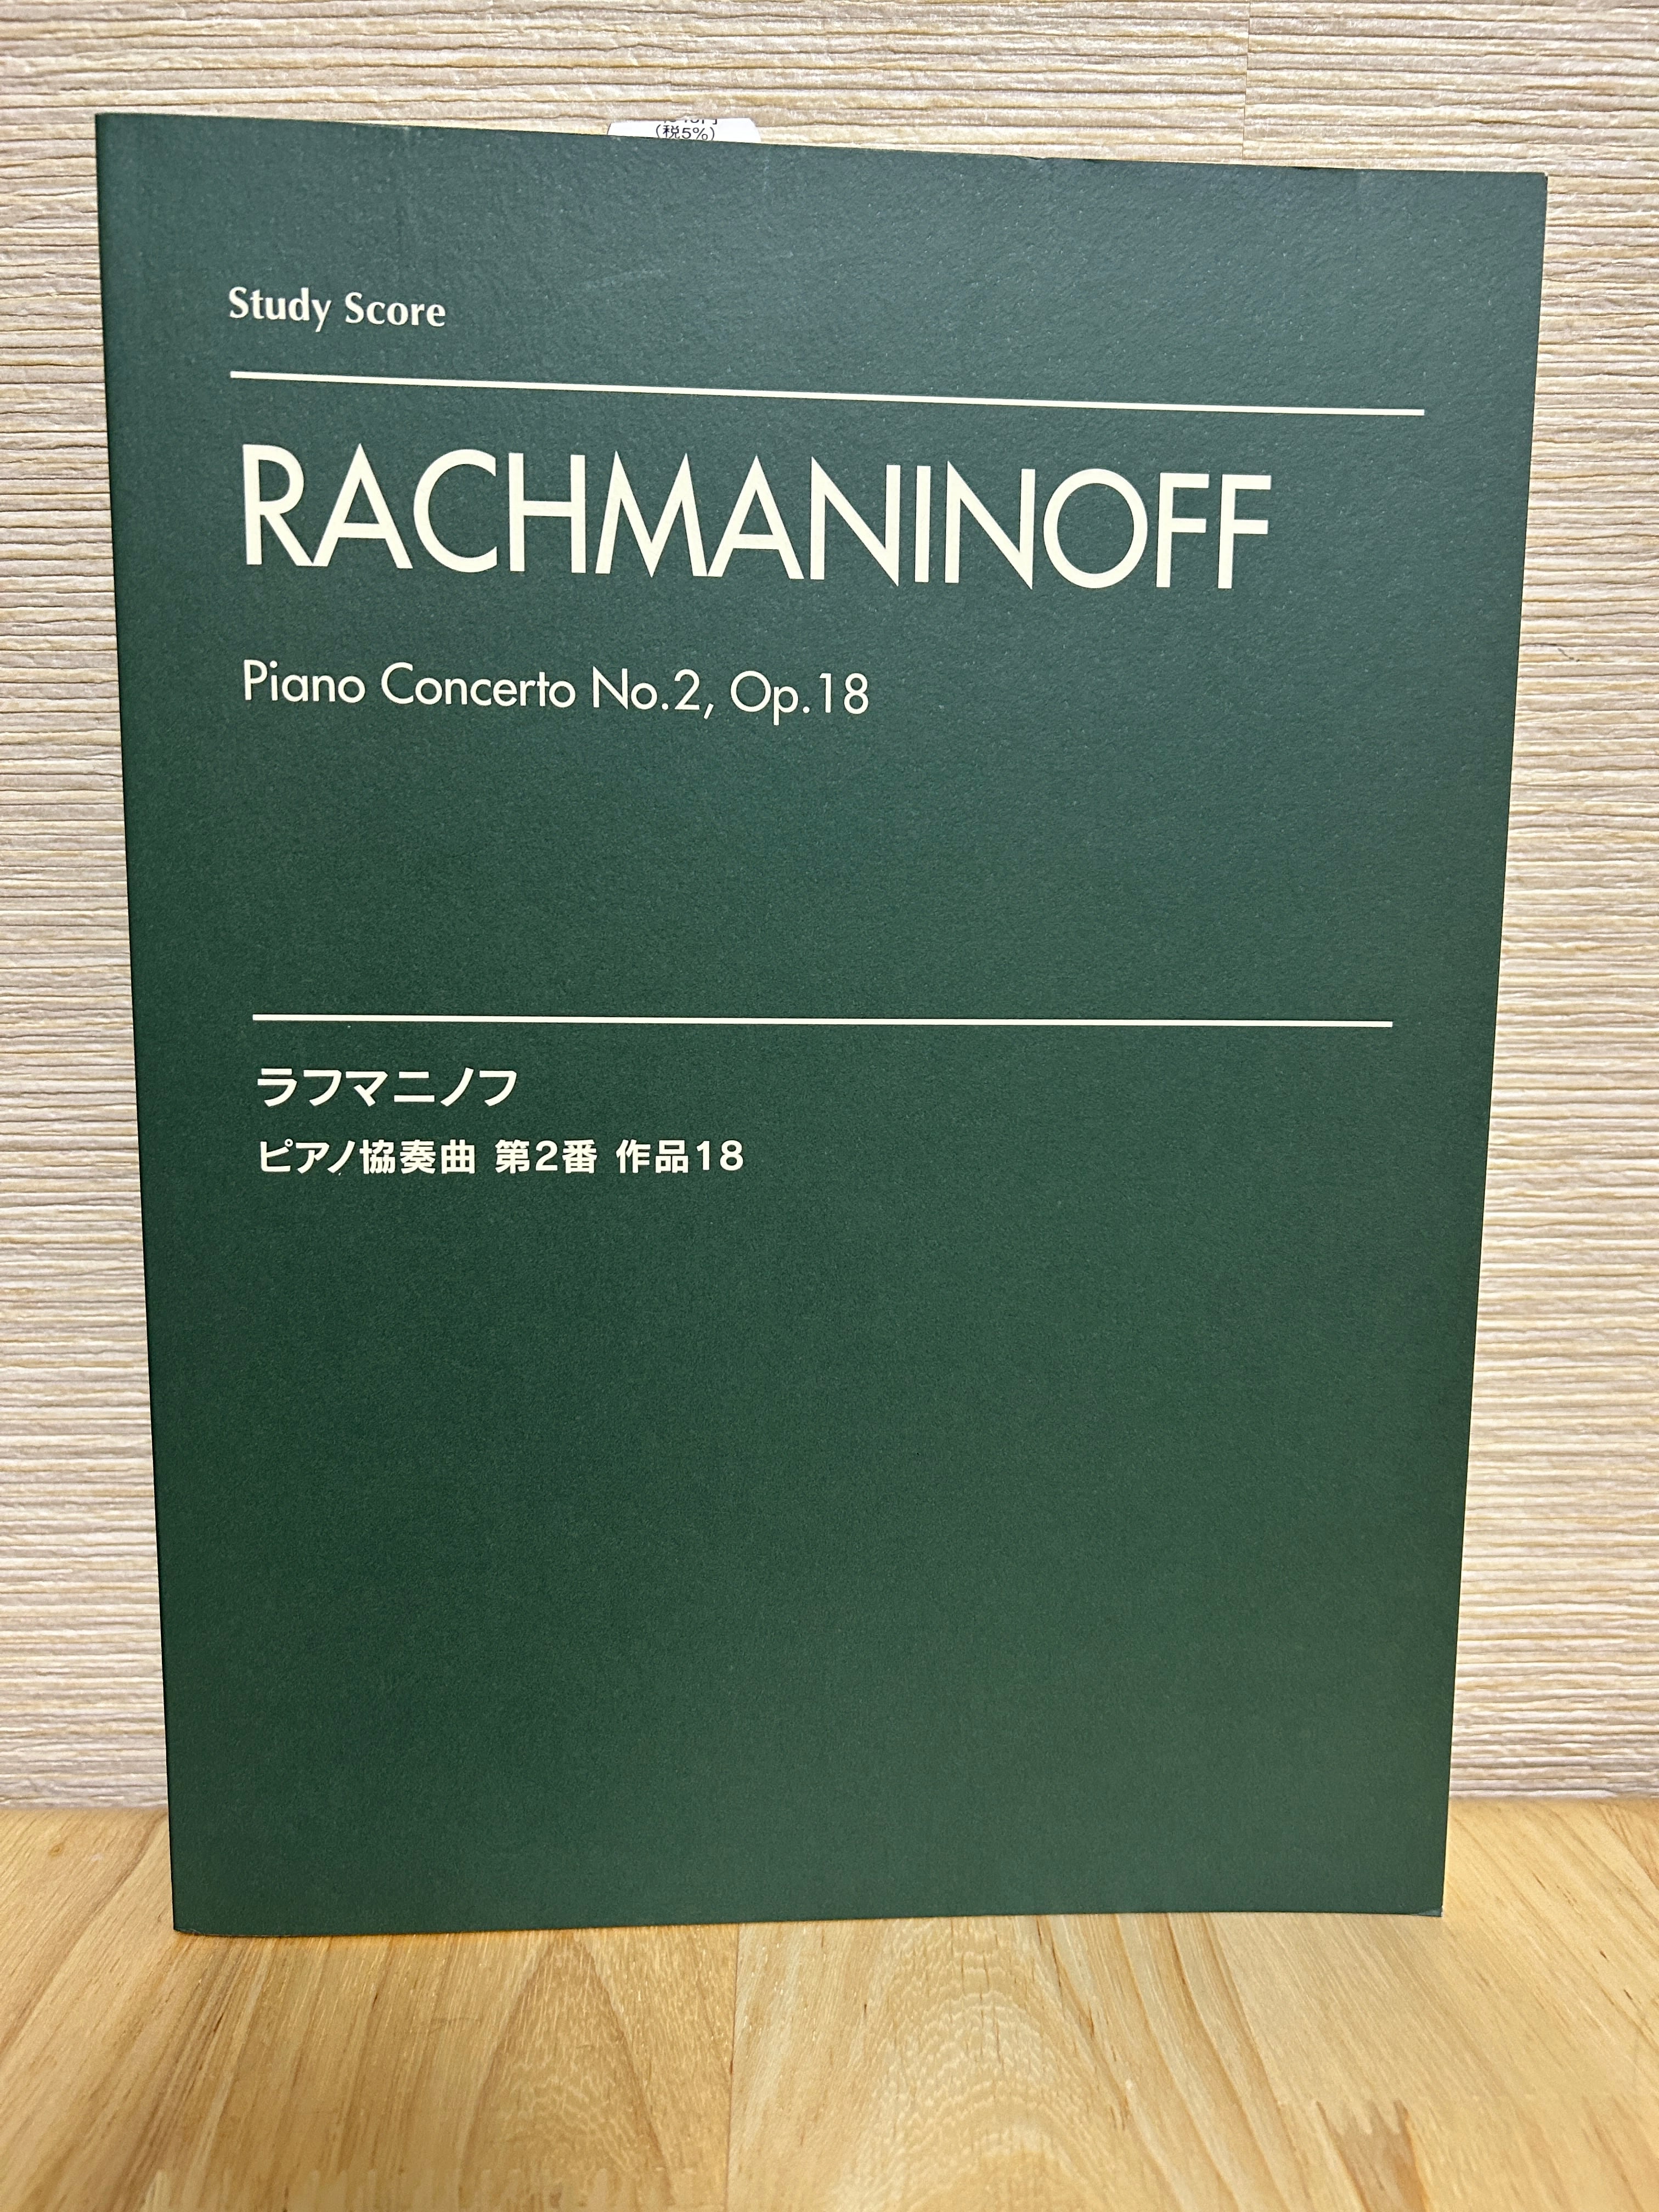 (税5%)
Study Score
RACHMANINOFF
Piano Concerto No.2, Op.18
ラフマニノフ
ピアノ協奏曲 第2番 作品18